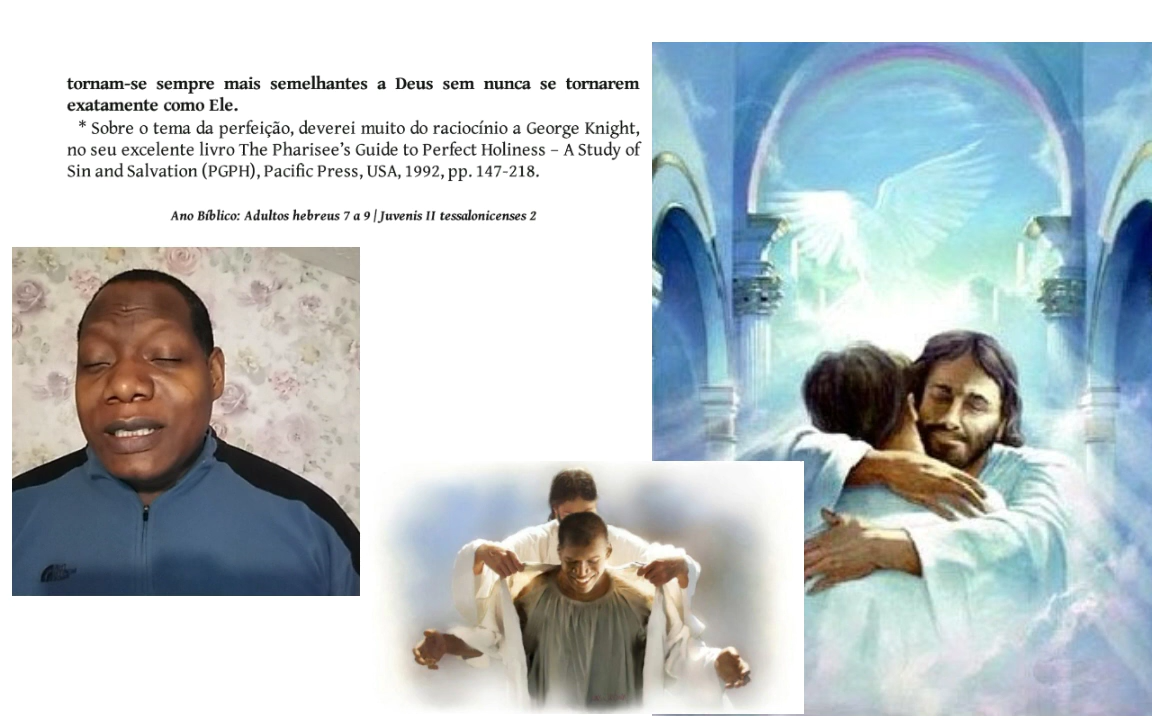 tornam-se sempre mais semelhantes a Deus sem nunca se tornarem
exatamente como Ele.
* Sobre o tema da perfeição, deverei muito do raciocínio a George Knight,
no seu excelente livro The Pharisee’s Guide to Perfect Holiness – A Study of
Sin and Salvation (PGPH), Pacific Press, USA, 1992, pp. 147-218.
Ano Bíblico: Adultos hebreus 7 a 9 | Juvenis II tessalonicenses 2